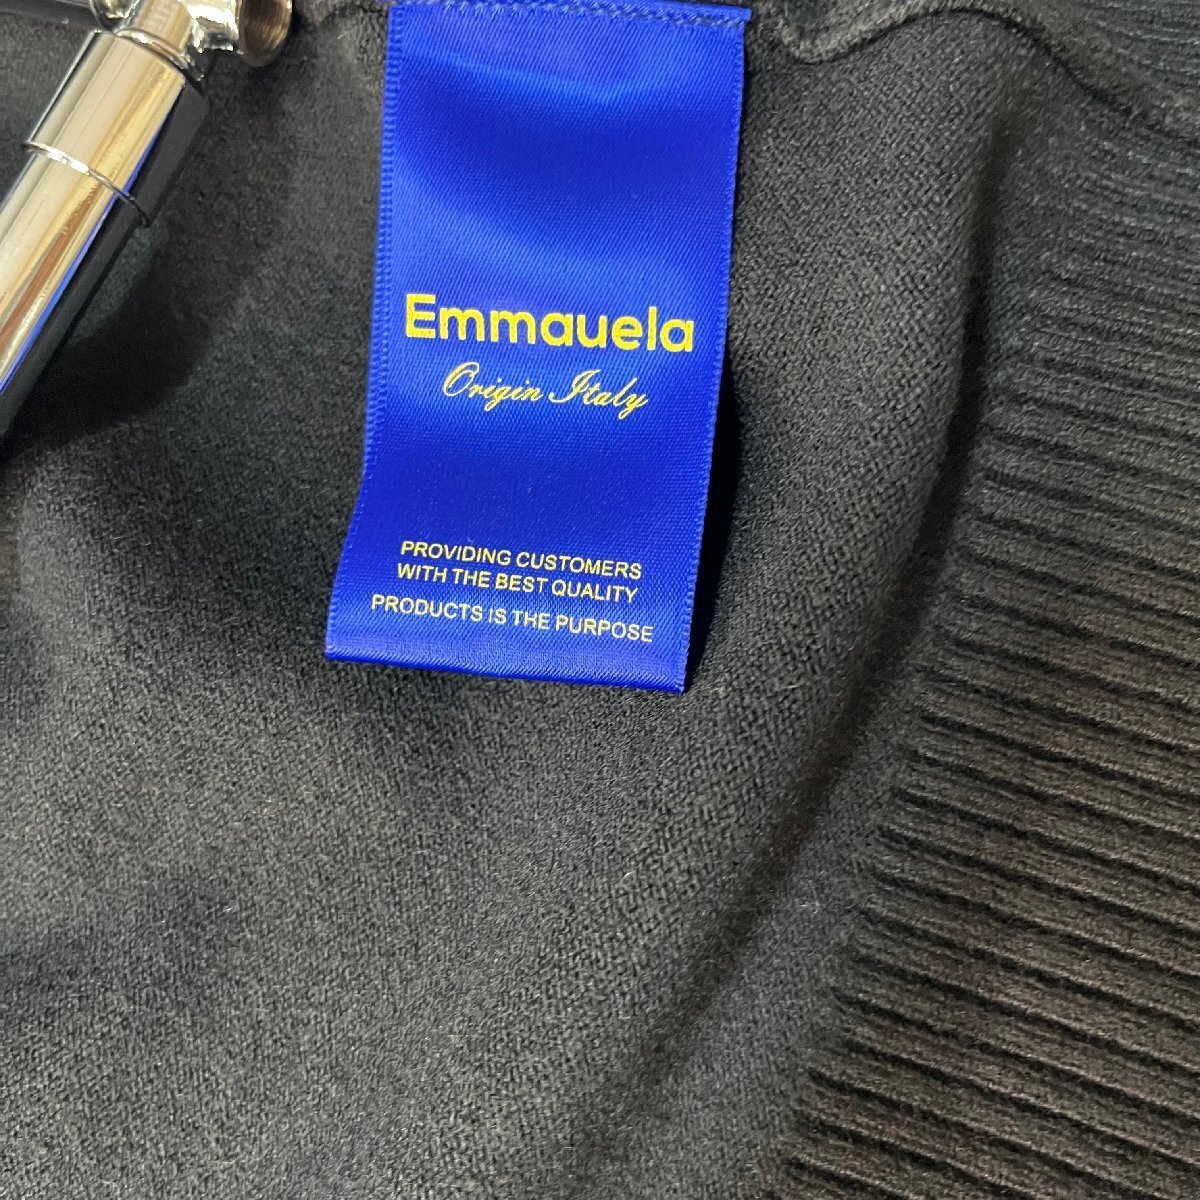 Emmauela
Origin Italy
PROVIDING CUSTOMERS
WITH THE BEST QUALITY
PRODUCTS IS THE PURPOSE